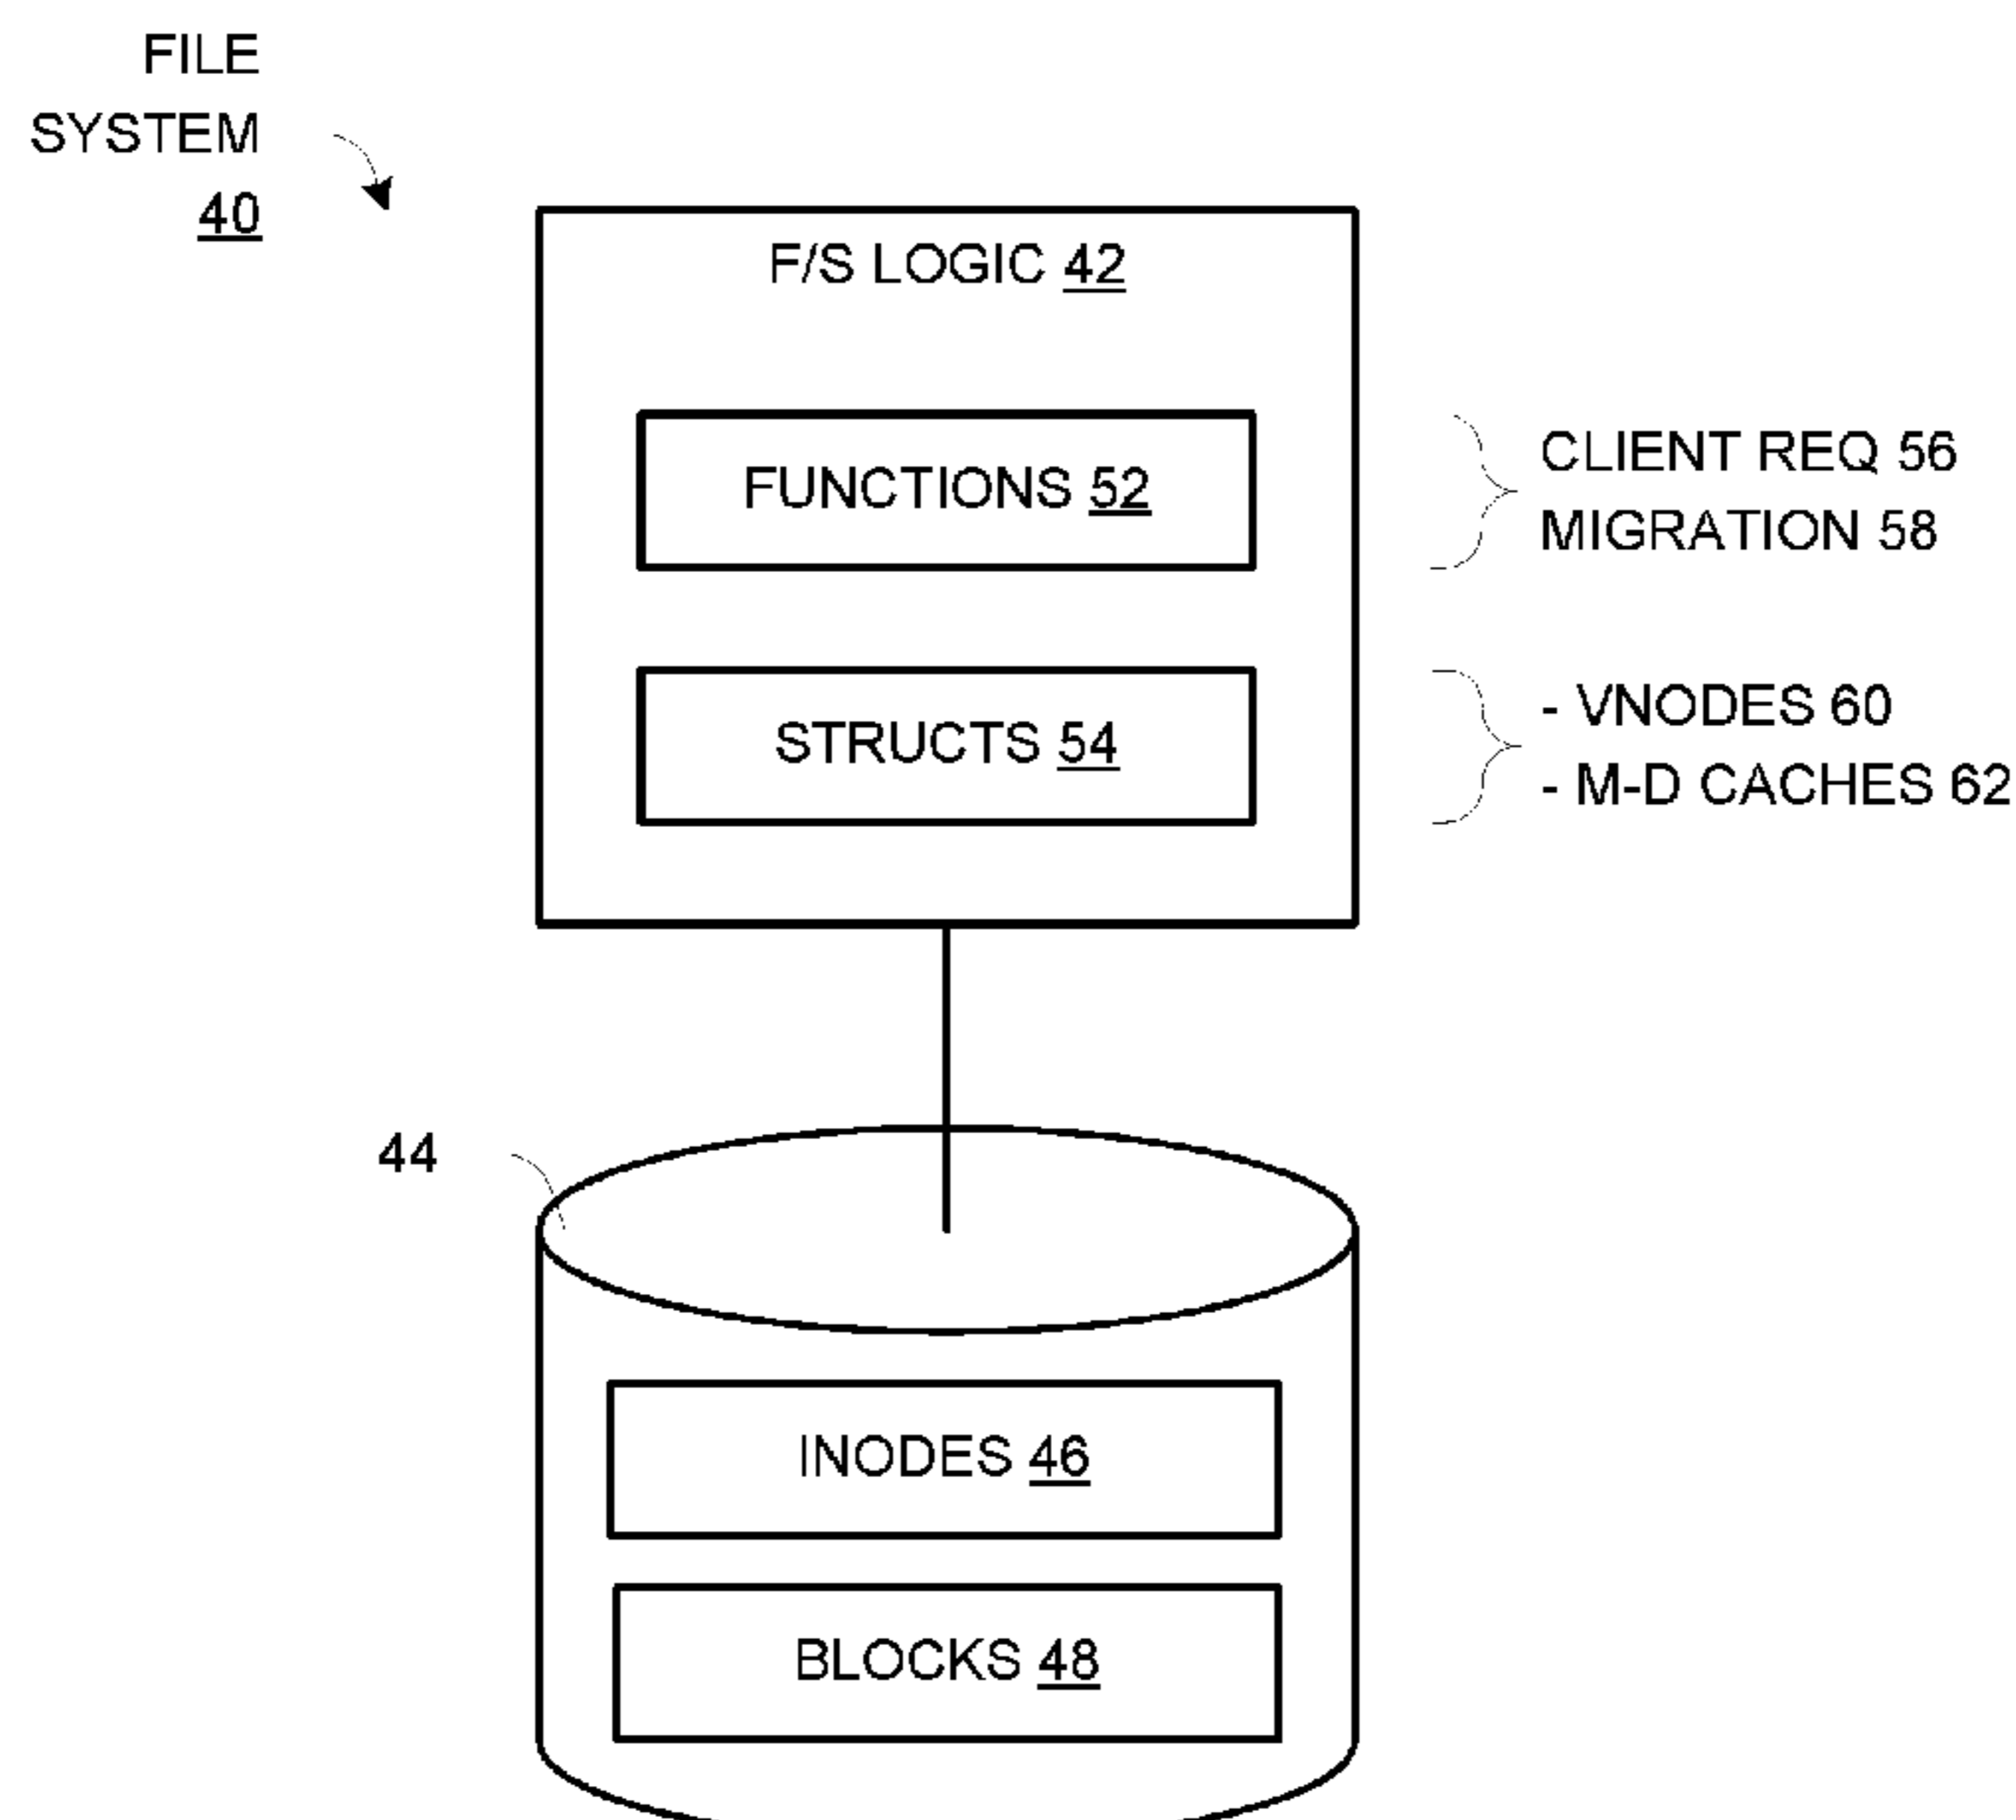 FILE
SYSTEM
40
F/S LOGIC 42
FUNCTIONS 52
CLIENT REQ 56
MIGRATION 58
STRUCTS 54
- VNODES 60
- M-D CACHES 62
44
INODES 46
BLOCKS 48